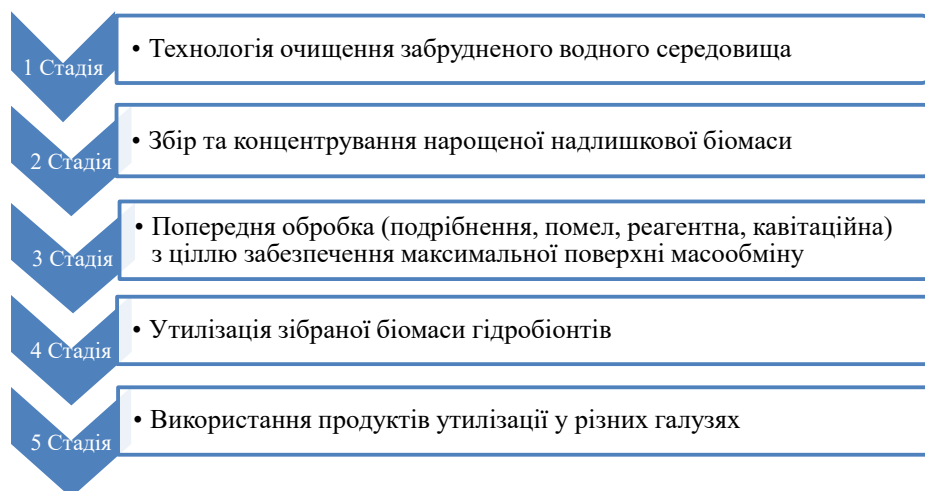 1 Стадія
• Технологія очищення забрудненого водного середовища
2 Стадія
• Збір та концентрування нарощеної надлишкової біомаси
3 Стадія
• Попередня обробка (подрібнення, помел, реагентна, кавітаційна)
з ціллю забезпечення максимальної поверхні масообміну
4 Стадія
• Утилізація зібраної біомаси гідробіонтів
5 Стадія
• Використання продуктів утилізації у різних галузях